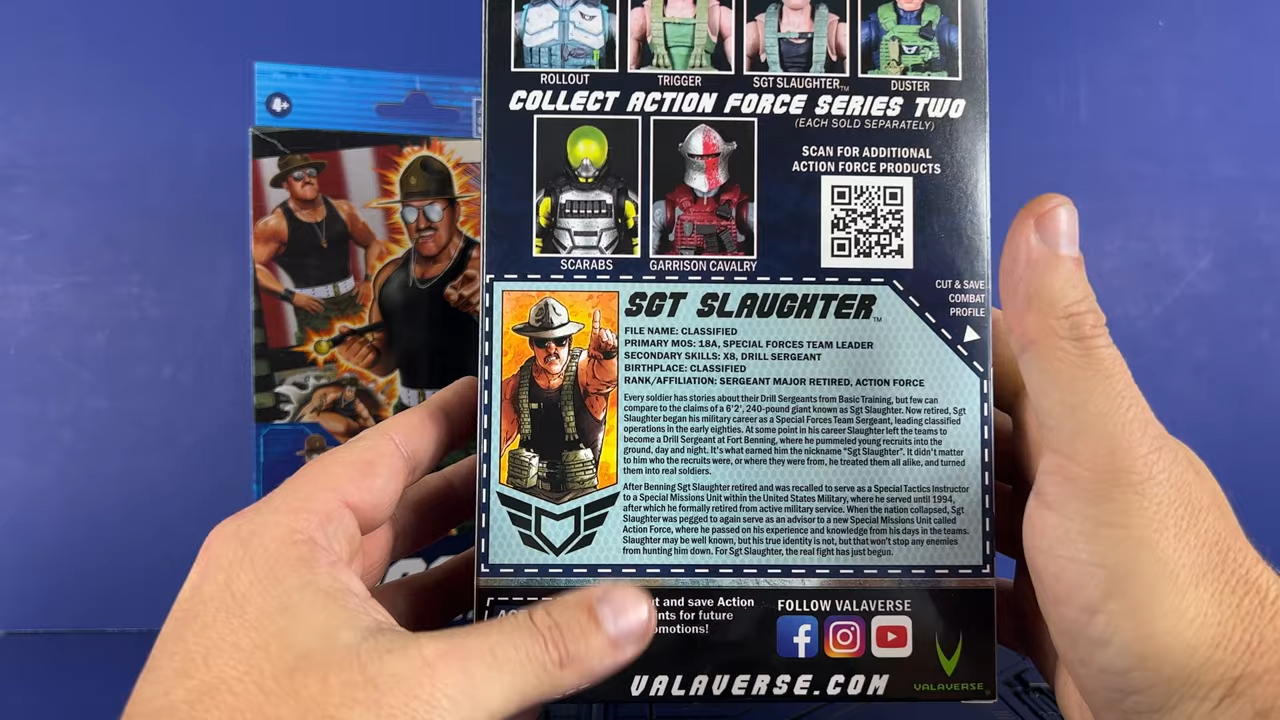 ROLLOUT
TRIGGER
SGT SLAUGHTER™
DUSTER
COLLECT ACTION FORCE SERIES TWO
(EACH SOLD SEPARATELY)
SCAN FOR ADDITIONAL
ACTION FORCE PRODUCTS
SCARABS
GARRISON CAVALRY
CUT & SAVE
COMBAT
PROFILE
SGT SLAUGHTER™
FILE NAME: CLASSIFIED
PRIMARY MOS: 18A, SPECIAL FORCES TEAM LEADER
SECONDARY SKILLS: X8, DRILL SERGEANT
BIRTHPLACE: CLASSIFIED
RANK/AFFILIATION: SERGEANT MAJOR RETIRED, ACTION FORCE
Every soldier has stories about their Drill Sergeants from Basic Training, but few can
compare to the claims of a 6'2', 240-pound giant known as Sgt Slaughter. Now retired, Sgt
Slaughter began his military career as a Special Forces Team Sergeant, leading classified
operations in the early eighties. At some point in his career Slaughter left the teams to
become a Drill Sergeant at Fort Benning, where he pummeled young recruits into the
ground, day and night. It's what earned him the nickname "Sgt Slaughter". It didn't matter
to him who the recruits were, or where they were from, he treated them all alike, and turned
them into real soldiers.
After Benning Sgt Slaughter retired and was recalled to serve as a Special Tactics Instructor
to a Special Missions Unit within the United States Military, where he served until 1994,
after which he formally retired from active military service. When the nation collapsed, Sgt
Slaughter was pegged to again serve as an advisor to a new Special Missions Unit called
Action Force, where he passed on his experience and knowledge from his days in the teams.
Slaughter may be well known, but his true identity is not, but that won't stop any enemies
from hunting him down. For Sgt Slaughter, the real fight has just begun.
and save Action
for future
FOLLOW VALAVERSE
VALAVERSE.COM
VALAVERSE
4+